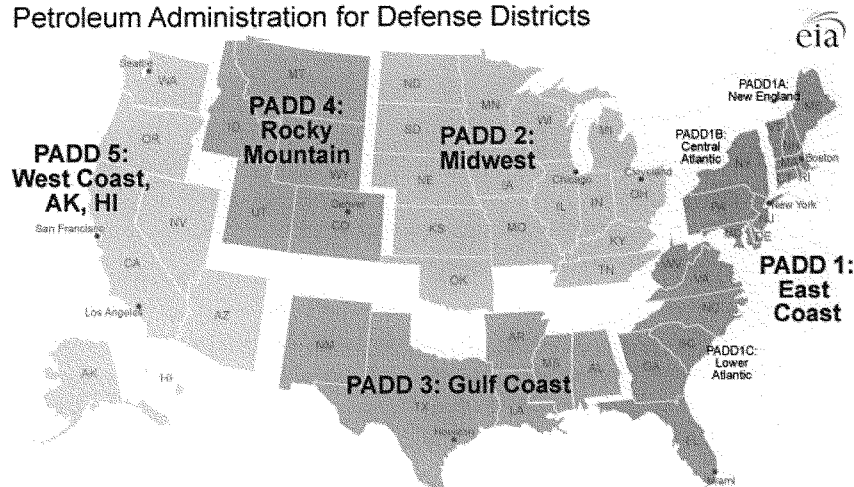 Petroleum Administration for Defense Districts
eia
Seattle
WA
MT
ND
MN
PADD1A:
New England
ME
PADD 4:
Rocky
Mountain
OR
ID
SD
WI
MI
PADD 2:
Midwest
PADD1B:
Central
Atlantic
NY
Boston
RI
PADD 5:
West Coast,
AK, HI
WY
NE
IA
Chicago
Cleveland
PA
New York
NV
UT
Denver
CO
IL
IN
OH
DE
San Francisco
KS
MO
KY
WV
VA
CA
OK
TN
NC
PADD 1:
East
Coast
Los Angeles
AZ
NM
AR
SC
PADD1C:
Lower
Atlantic
AK
HI
MS
AL
PADD 3: Gulf Coast
TX
LA
Houston
FL
Miami